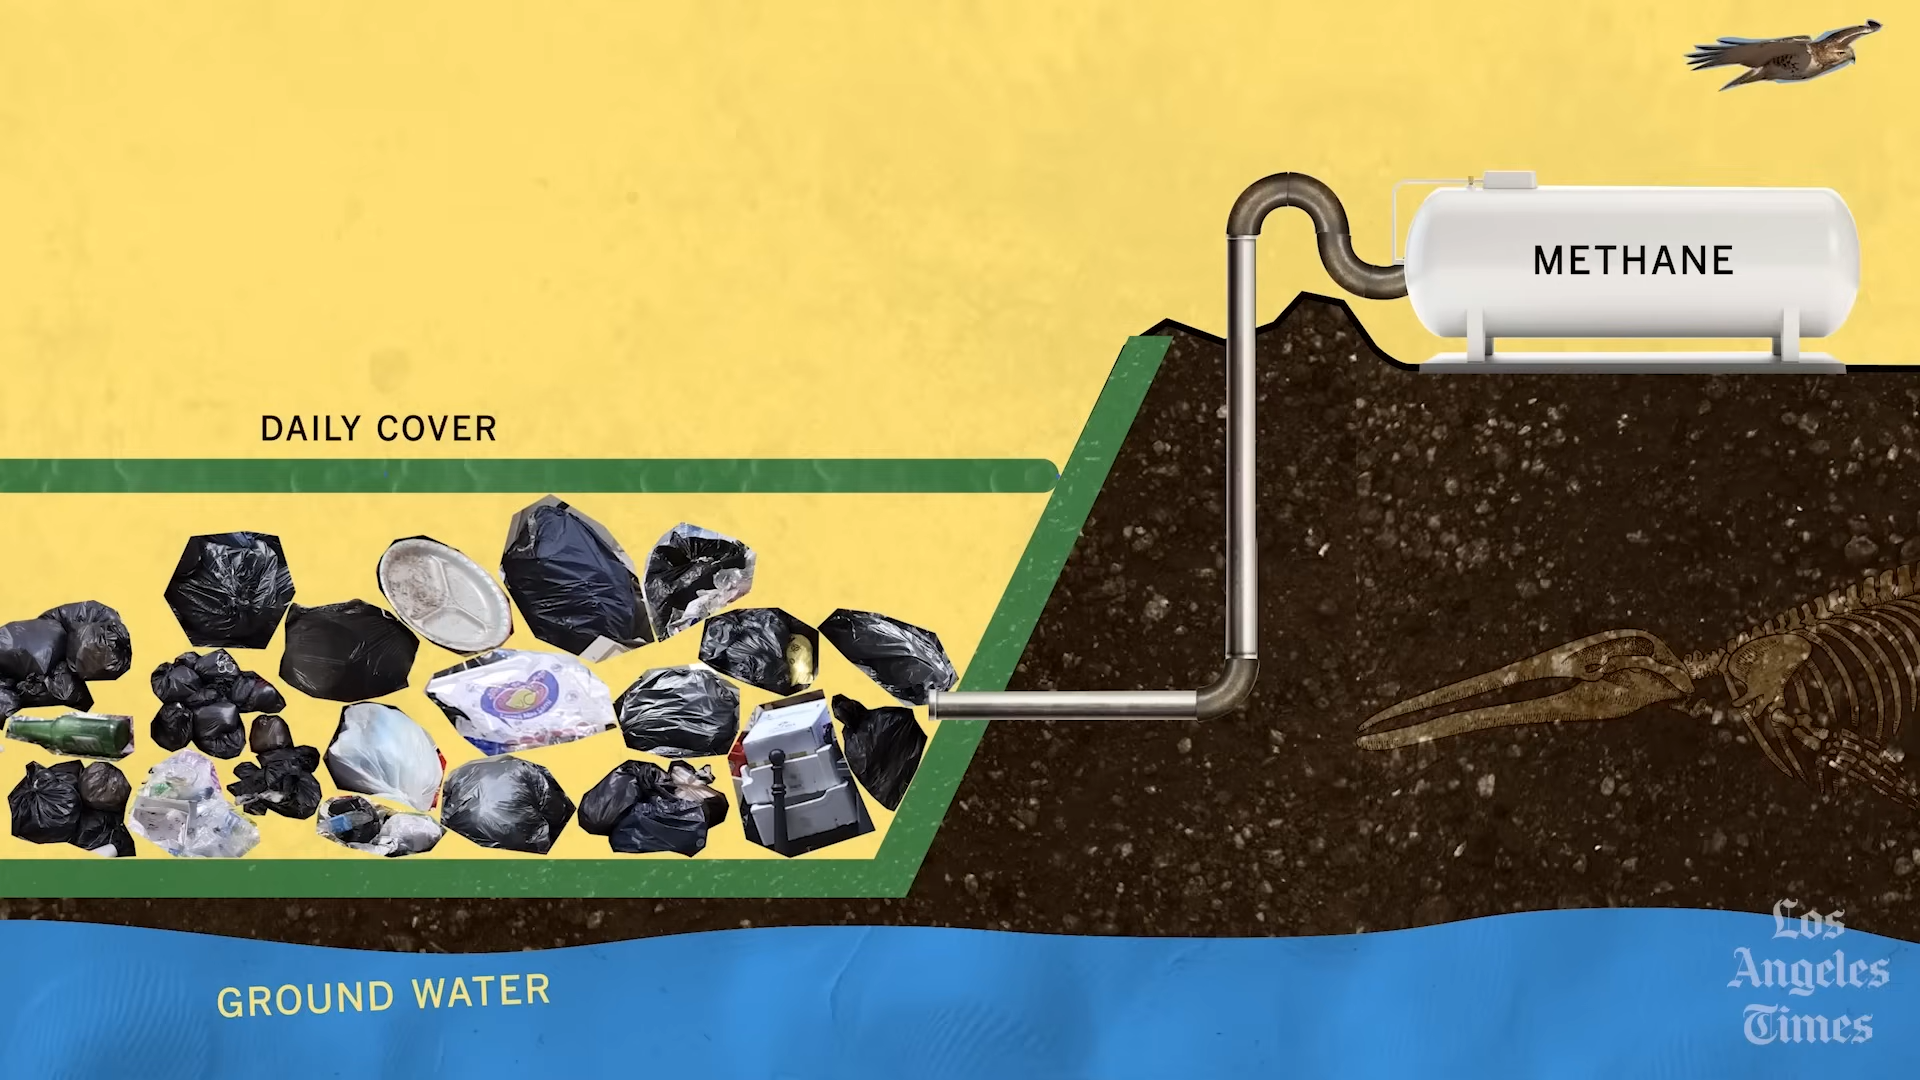 METHANE
DAILY COVER
GROUND WATER
Los
Angeles
Times